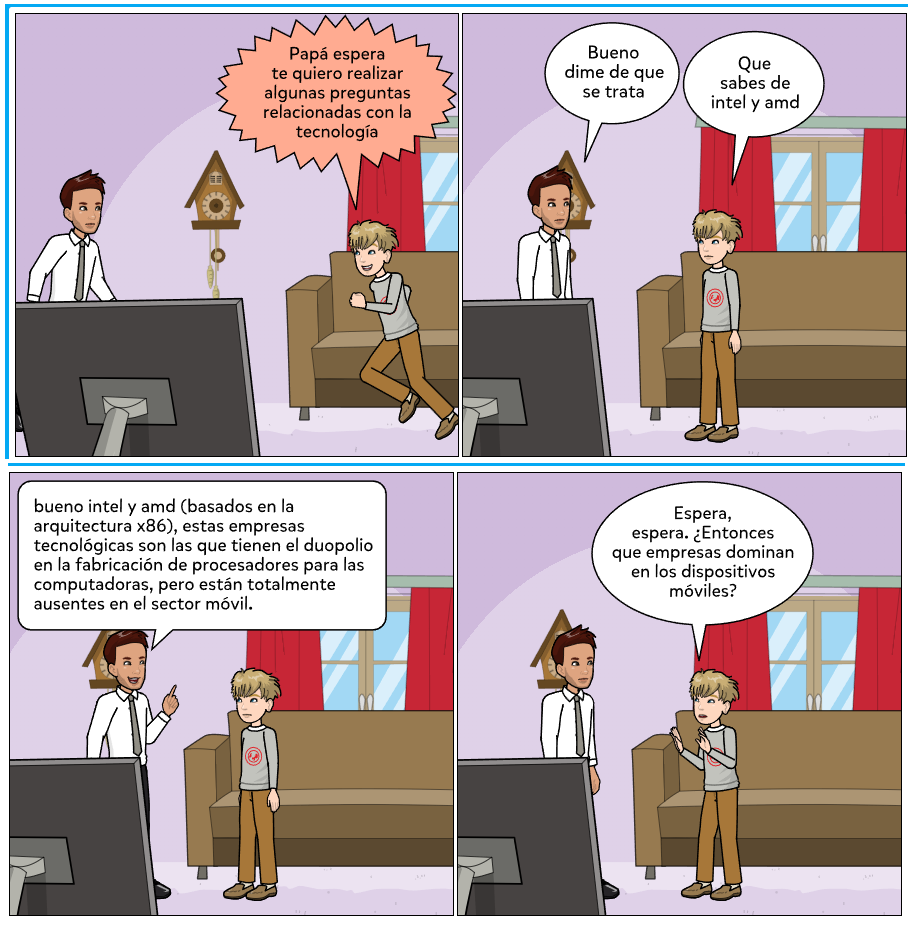 Papá espera
te quiero realizar
algunas preguntas
relacionadas con la
tecnología
Bueno
dime de que
se trata
Que
sabes de
intel y amd
bueno intel y amd (basados en la
arquitectura x86), estas empresas
tecnológicas son las que tienen el duopolio
en la fabricación de procesadores para las
computadoras, pero están totalmente
ausentes en el sector móvil.
Espera,
espera. ¿Entonces
que empresas dominan
en los dispositivos
móviles?